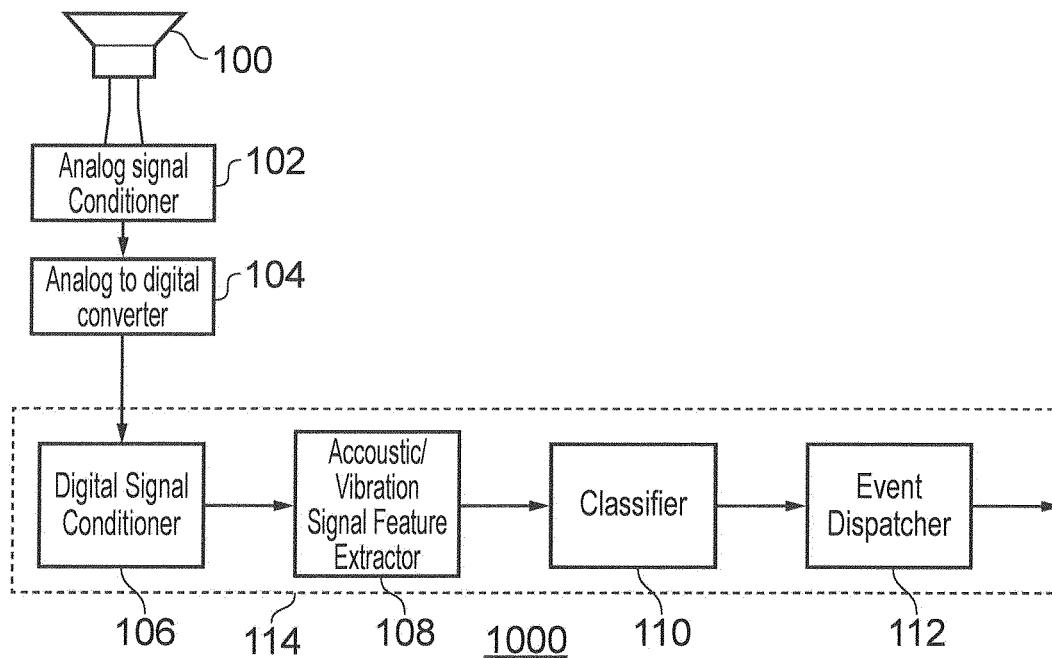 100
Analog signal
Conditioner
102
Analog to digital
converter
104
Digital Signal
Conditioner
Accoustic/
Vibration
Signal Feature
Extractor
Classifier
Event
Dispatcher
106
114
108
1000
110
112